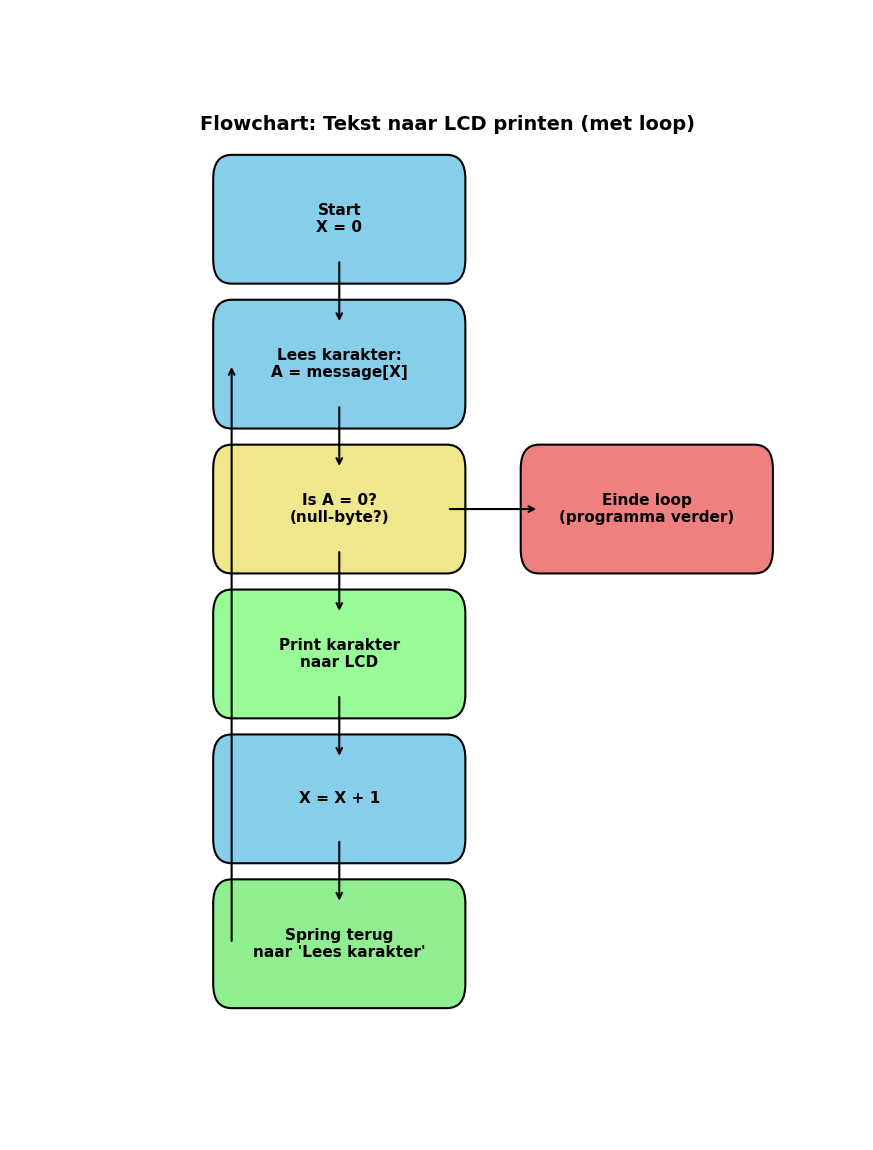 Flowchart: Tekst naar LCD printen (met loop)
Start
X = 0
Lees karakter:
A = message[X]
Is A = 0?
(null-byte?)
Einde loop
(programma verder)
Print karakter
naar LCD
X = X + 1
Spring terug
naar 'Lees karakter'